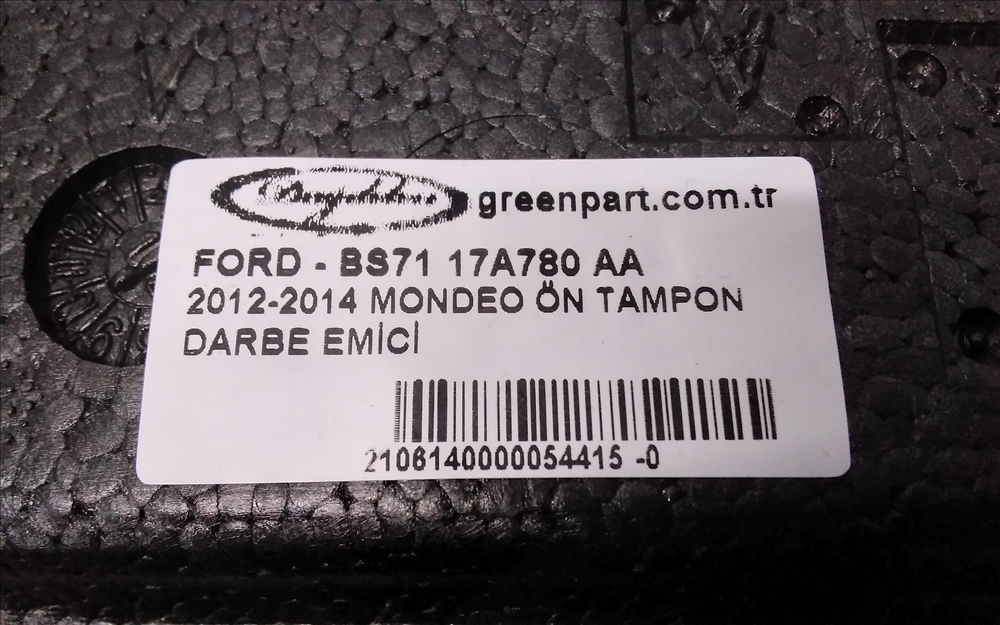 greenpart.com.tr
FORD - BS71 17A780 AA
2012-2014 MONDEO ÖN TAMPON
DARBE EMİCİ
2106140000054415 -0